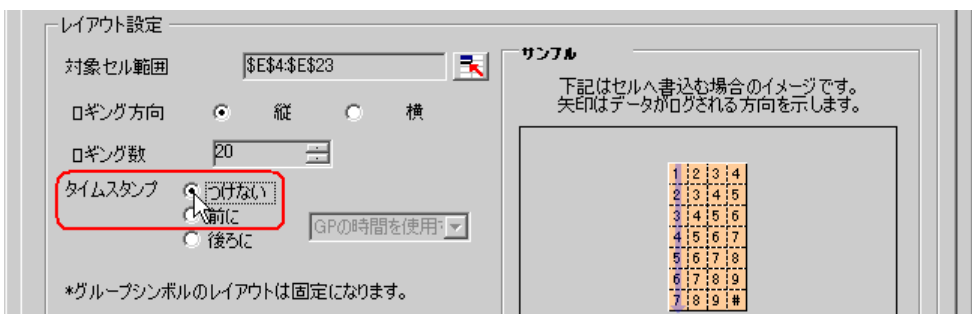 レイアウト設定
対象セル範囲 $E$4:$E$23
ロギング方向 縦 横
ロギング数 20
タイムスタンプ つけない
前に
後ろに
GPの時間を使用
*グループシンボルのレイアウトは固定になります。
サンプル
下記はセルへ書込む場合のイメージです。
矢印はデータがログされる方向を示します。
1 2 3 4
2 3 4 5
3 4 5 6
4 5 6 7
5 6 7 8
6 7 8 9
7 8 9 #